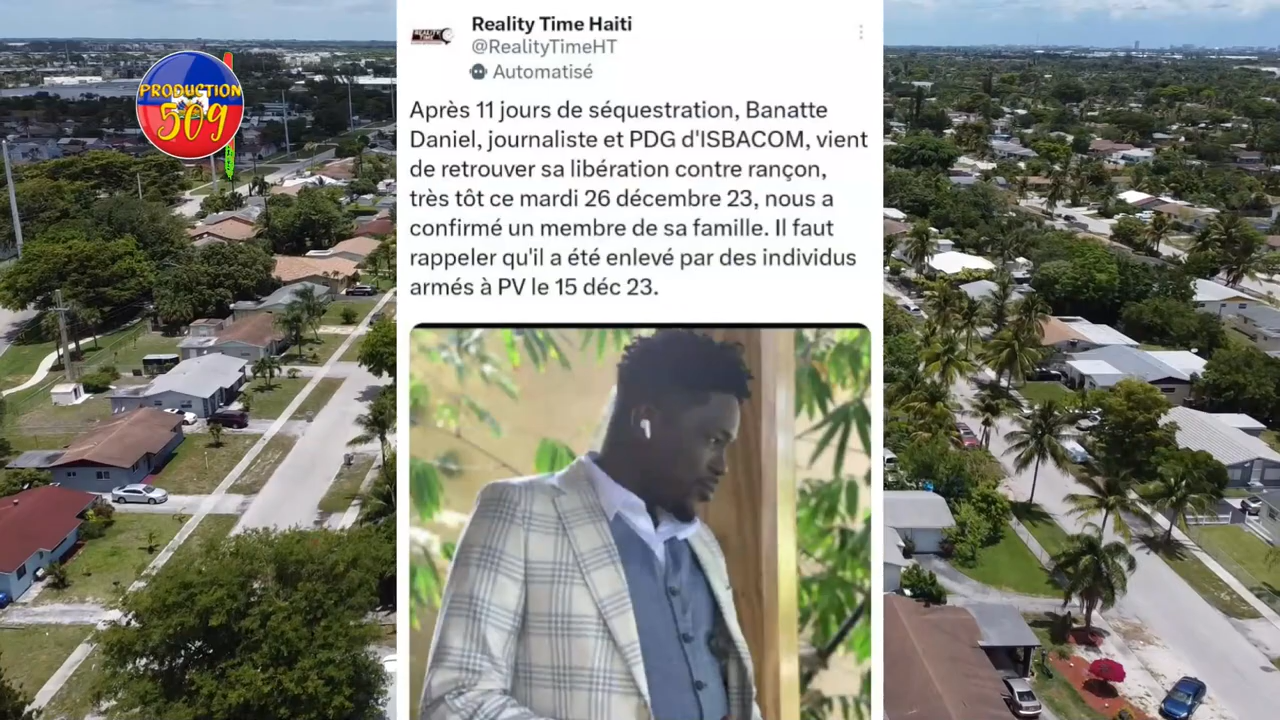 PRODUCTION
509
Reality Time Haiti
@RealityTimeHT
Automatisé
Après 11 jours de séquestration, Banatte
Daniel, journaliste et PDG d'ISBACOM, vient
de retrouver sa libération contre rançon,
très tôt ce mardi 26 décembre 23, nous a
confirmé un membre de sa famille. Il faut
rappeler qu'il a été enlevé par des individus
armés à PV le 15 déc 23.